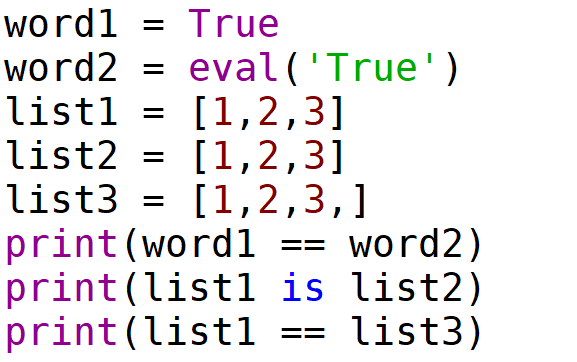 word1 = True
word2 = eval('True')
list1 = [1,2,3]
list2 = [1,2,3]
list3 = [1,2,3,]
print(word1 == word2)
print(list1 is list2)
print(list1 == list3)